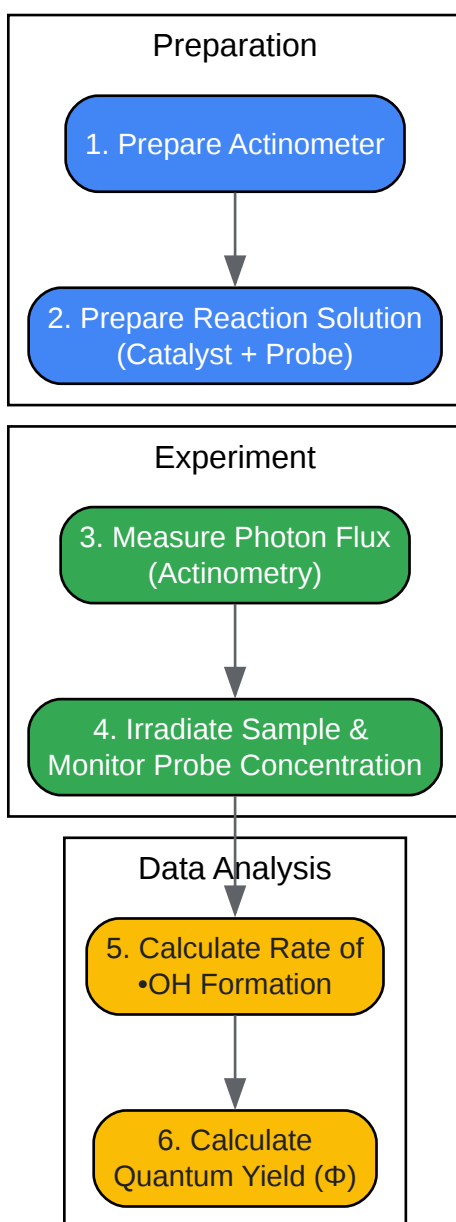 Preparation
1. Prepare Actinometer
2. Prepare Reaction Solution
(Catalyst + Probe)
Experiment
3. Measure Photon Flux
(Actinometry)
4. Irradiate Sample &
Monitor Probe Concentration
Data Analysis
5. Calculate Rate of
•OH Formation
6. Calculate
Quantum Yield (Φ)